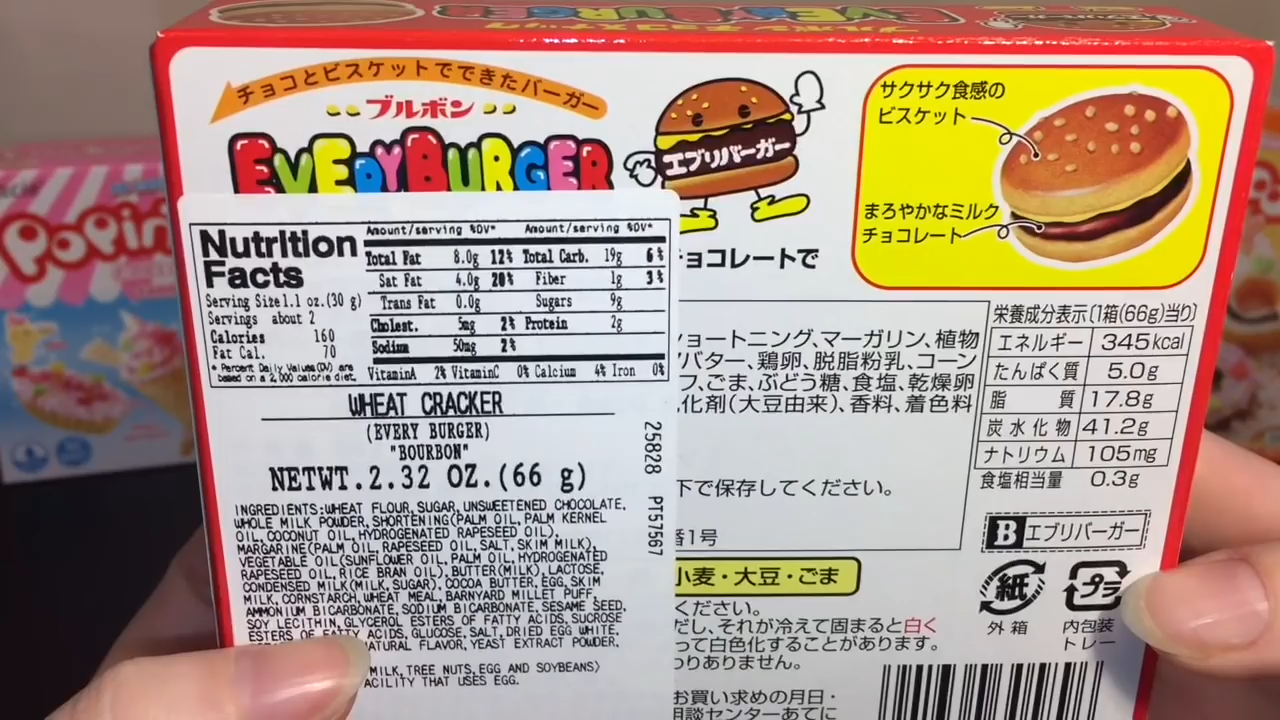 EVERYBURGER
チョコとビスケットでできたバーガー
ブルボン
EVERYBURGER
エブリバーガー
サクサク食感の
ビスケット
まろやかなミルク
チョコレート
ョコレートで
Nutrition
Facts
Serving Size1.1 oz.(30 g)
Servings about 2
Calories 160
Fat Cal. 70
* Percent Daily Values(DV) are
based on a 2,000 calorie diet.
Amount/serving %DV* Amount/serving %DV*
Total Fat 8.0g 12% Total Carb. 19g 6%
Sat Fat 4.0g 20% Fiber 1g 3%
Trans Fat 0.0g Sugars 9g
Cholest. 5mg 2% Protein 2g
Sodium 50mg 2%
VitaminA 2% VitaminC 0% Calcium 4% Iron 0%
WHEAT CRACKER
(EVERY BURGER)
"BOURBON"
NETWT.2.32 OZ.(66 g)
25828 PT57567
INGREDIENTS:WHEAT FLOUR, SUGAR, UNSWEETENED CHOCOLATE,
WHOLE MILK POWDER, SHORTENING(PALM OIL, PALM KERNEL
OIL, COCONUT OIL, HYDROGENATED RAPESEED OIL),
MARGARINE(PALM OIL, RAPESEED OIL, SALT, SKIM MILK),
VEGETABLE OIL(SUNFLOWER OIL, PALM OIL, HYDROGENATED
RAPESEED OIL, RICE BRAN OIL), BUTTER(MILK), LACTOSE,
CONDENSED MILK(MILK, SUGAR), COCOA BUTTER, EGG, SKIM
MILK, CORNSTARCH, WHEAT MEAL, BARNYARD MILLET PUFF,
AMMONIUM BICARBONATE, SODIUM BICARBONATE, SESAME SEED,
SOY LECITHIN, GLYCEROL ESTERS OF FATTY ACIDS, SUCROSE
ESTERS OF FATTY ACIDS, GLUCOSE, SALT, DRIED EGG WHITE,
ATURAL FLAVOR, YEAST EXTRACT POWDER,
MILK, TREE NUTS, EGG AND SOYBEANS)
ACILITY THAT USES EGG.
ョートニング、マーガリン、植物
バター、鶏卵、脱脂粉乳、コーン
フ、ごま、ぶどう糖、食塩、乾燥卵
化剤(大豆由来)、香料、着色料
下で保存してください。
番1号
小麦・大豆・ごま
ください。
だし、それが冷えて固まると白く
って白色化することがあります。
わりありません。
お買い求めの月日・
談センターあてに
栄養成分表示〔1箱(66g)当り〕
エネルギー 345kcal
たんぱく質 5.0g
脂質 17.8g
炭水化物 41.2g
ナトリウム 105mg
食塩相当量 0.3g
B エブリバーガー
紙
外箱
プラ
内包装
トレー